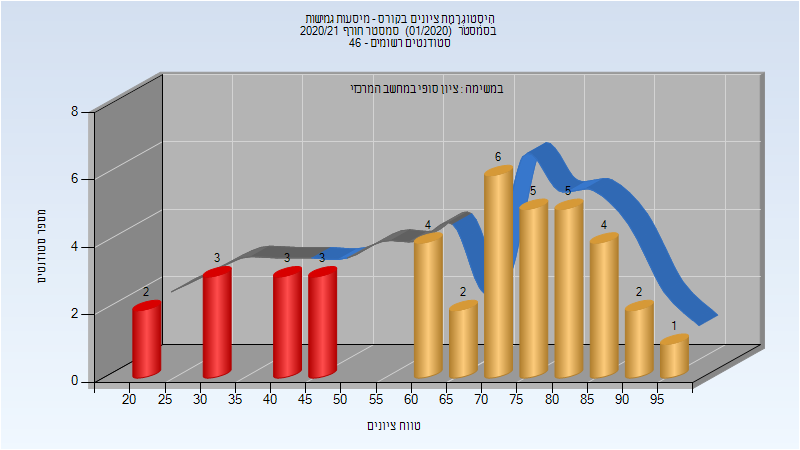 היסטוגרמת ציונים בקורס - מיסעות גמישות
בסמסטר (01/2020) סמסטר חורף 2020/21
סטודנטים רשומים - 46
במשימה : ציון סופי במחשב המרכזי
מספר סטודנטים
8
6
4
2
0
2
3
3
3
4
2
6
5
5
4
2
1
20 25 30 35 40 45 50 55 60 65 70 75 80 85 90 95
טווח ציונים